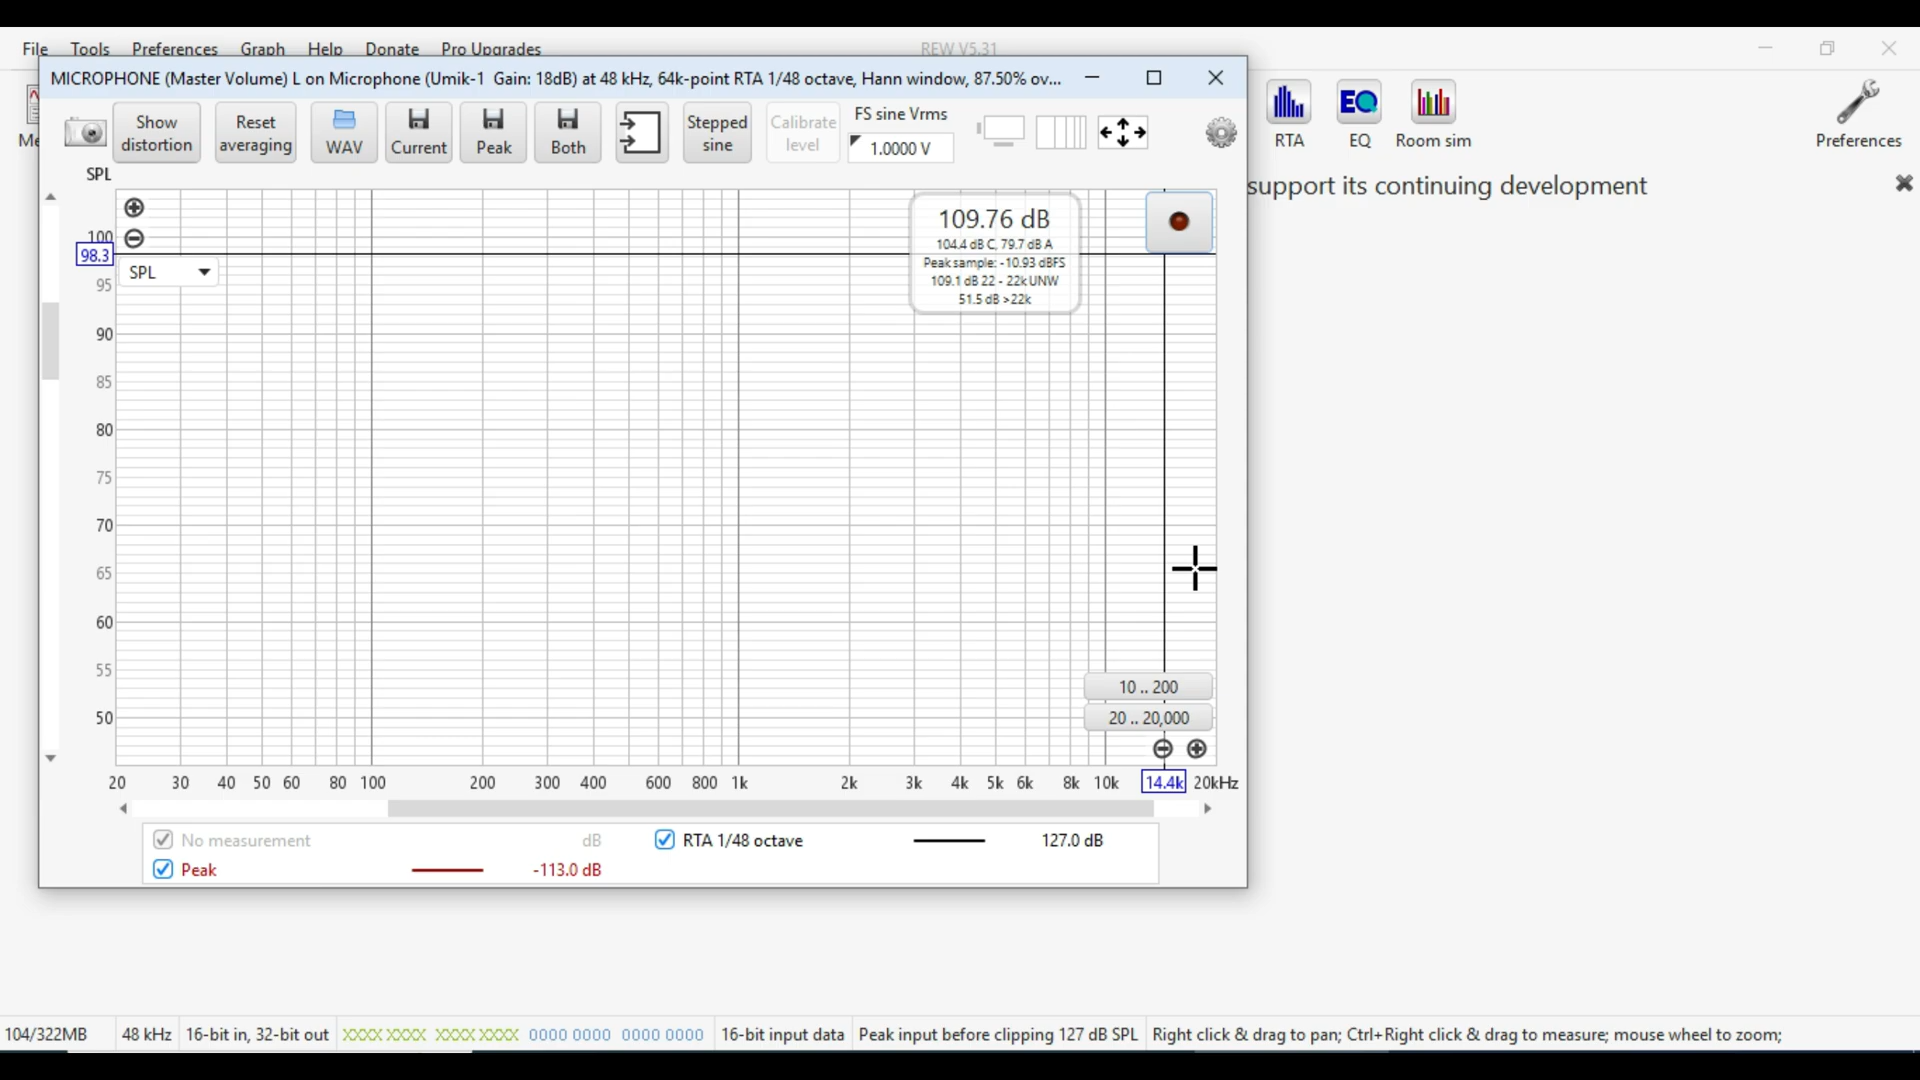 File Tools Preferences Graph Help Donate Pro Upgrades
REW V5.31
MICROPHONE (Master Volume) L on Microphone (Umik-1 Gain: 18dB) at 48 kHz, 64k-point RTA 1/48 octave, Hann window, 87.50% ov...
Show distortion
Reset averaging
WAV
Current
Peak
Both
Stepped sine
Calibrate level
FS sine Vrms
1.0000 V
Me
RTA
EQ
Room sim
Preferences
support its continuing development
SPL
SPL
109.76 dB
104.4 dB C, 79.7 dB A
Peak sample: -10.93 dBFS
109.1 dB 22 - 22k UNW
51.5 dB >22k
100
98.3
95
90
85
80
75
70
65
60
55
50
10 .. 200
20 .. 20,000
20 30 40 50 60 80 100 200 300 400 600 800 1k 2k 3k 4k 5k 6k 8k 10k 14.4k 20kHz
No measurement dB
RTA 1/48 octave 127.0 dB
Peak -113.0 dB
104/322MB 48 kHz 16-bit in, 32-bit out XXXX XXXX XXXX XXXX 0000 0000 0000 0000 16-bit input data Peak input before clipping 127 dB SPL Right click & drag to pan; Ctrl+Right click & drag to measure; mouse wheel to zoom;